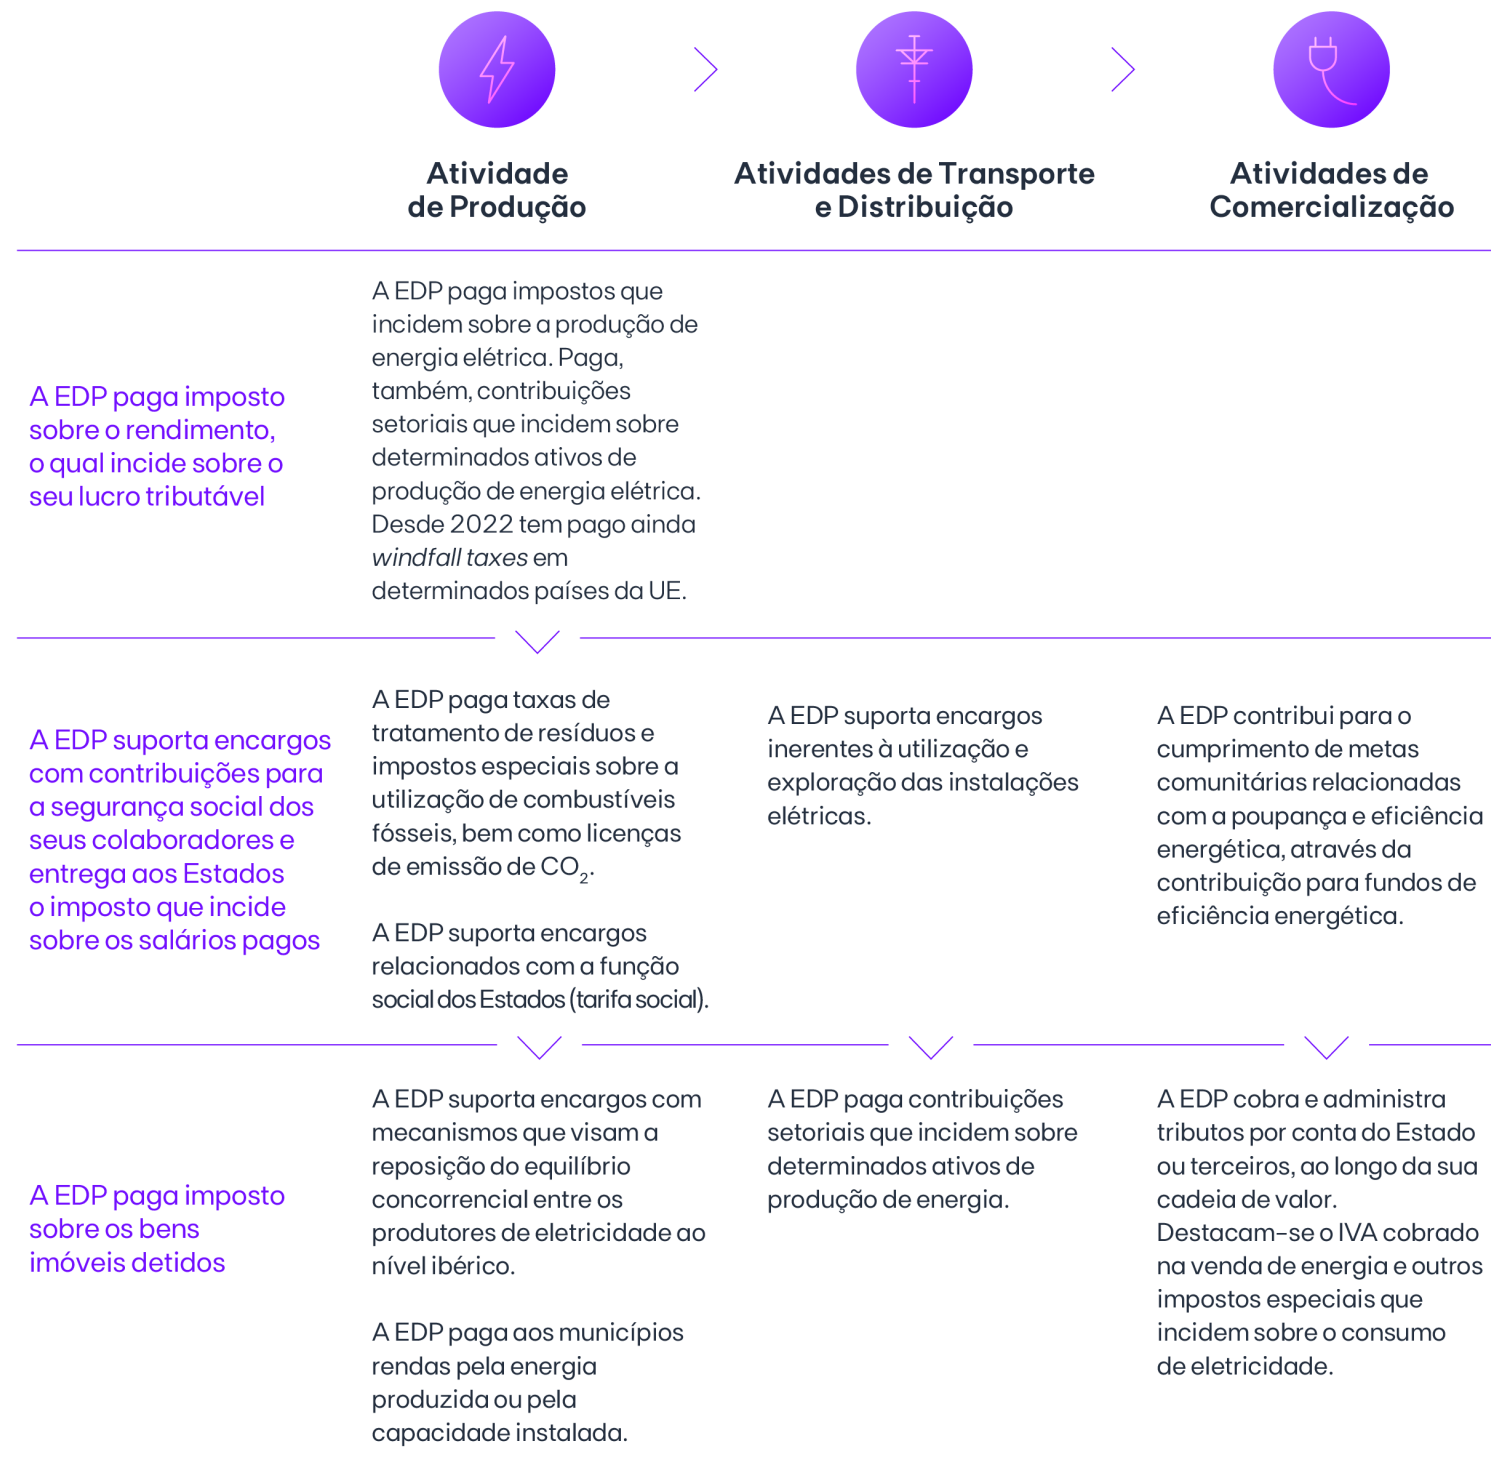 Atividade
de Produção
Atividades de Transporte
e Distribuição
Atividades de
Comercialização
A EDP paga imposto
sobre o rendimento,
o qual incide sobre o
seu lucro tributável
A EDP paga impostos que
incidem sobre a produção de
energia elétrica. Paga,
também, contribuições
setoriais que incidem sobre
determinados ativos de
produção de energia elétrica.
Desde 2022 tem pago ainda
windfall taxes em
determinados países da UE.
A EDP suporta encargos
com contribuições para
a segurança social dos
seus colaboradores e
entrega aos Estados
o imposto que incide
sobre os salários pagos
A EDP paga taxas de
tratamento de resíduos e
impostos especiais sobre a
utilização de combustíveis
fósseis, bem como licenças
de emissão de CO₂.
A EDP suporta encargos
relacionados com a função
social dos Estados (tarifa social).
A EDP suporta encargos
inerentes à utilização e
exploração das instalações
elétricas.
A EDP contribui para o
cumprimento de metas
comunitárias relacionadas
com a poupança e eficiência
energética, através da
contribuição para fundos de
eficiência energética.
A EDP paga imposto
sobre os bens
imóveis detidos
A EDP suporta encargos com
mecanismos que visam a
reposição do equilíbrio
concorrencial entre os
produtores de eletricidade ao
nível ibérico.
A EDP paga aos municípios
rendas pela energia
produzida ou pela
capacidade instalada.
A EDP paga contribuições
setoriais que incidem sobre
determinados ativos de
produção de energia.
A EDP cobra e administra
tributos por conta do Estado
ou terceiros, ao longo da sua
cadeia de valor.
Destacam-se o IVA cobrado
na venda de energia e outros
impostos especiais que
incidem sobre o consumo
de eletricidade.